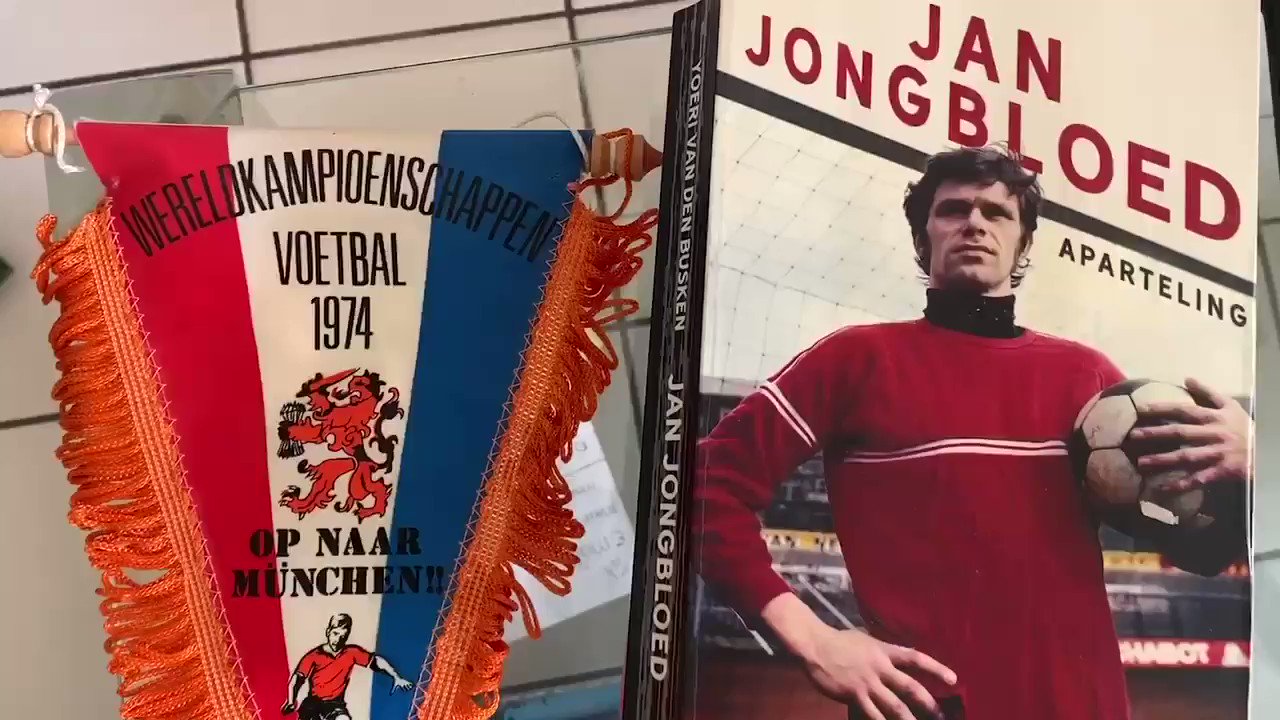 WERELDKAMPIOENSCHAPPEN
VOETBAL
1974
OP NAAR
MÜNCHEN!!
YOERI VAN DEN BUSKEN
JAN JONGBLOED
JAN
JONGBLOED
APARTELING